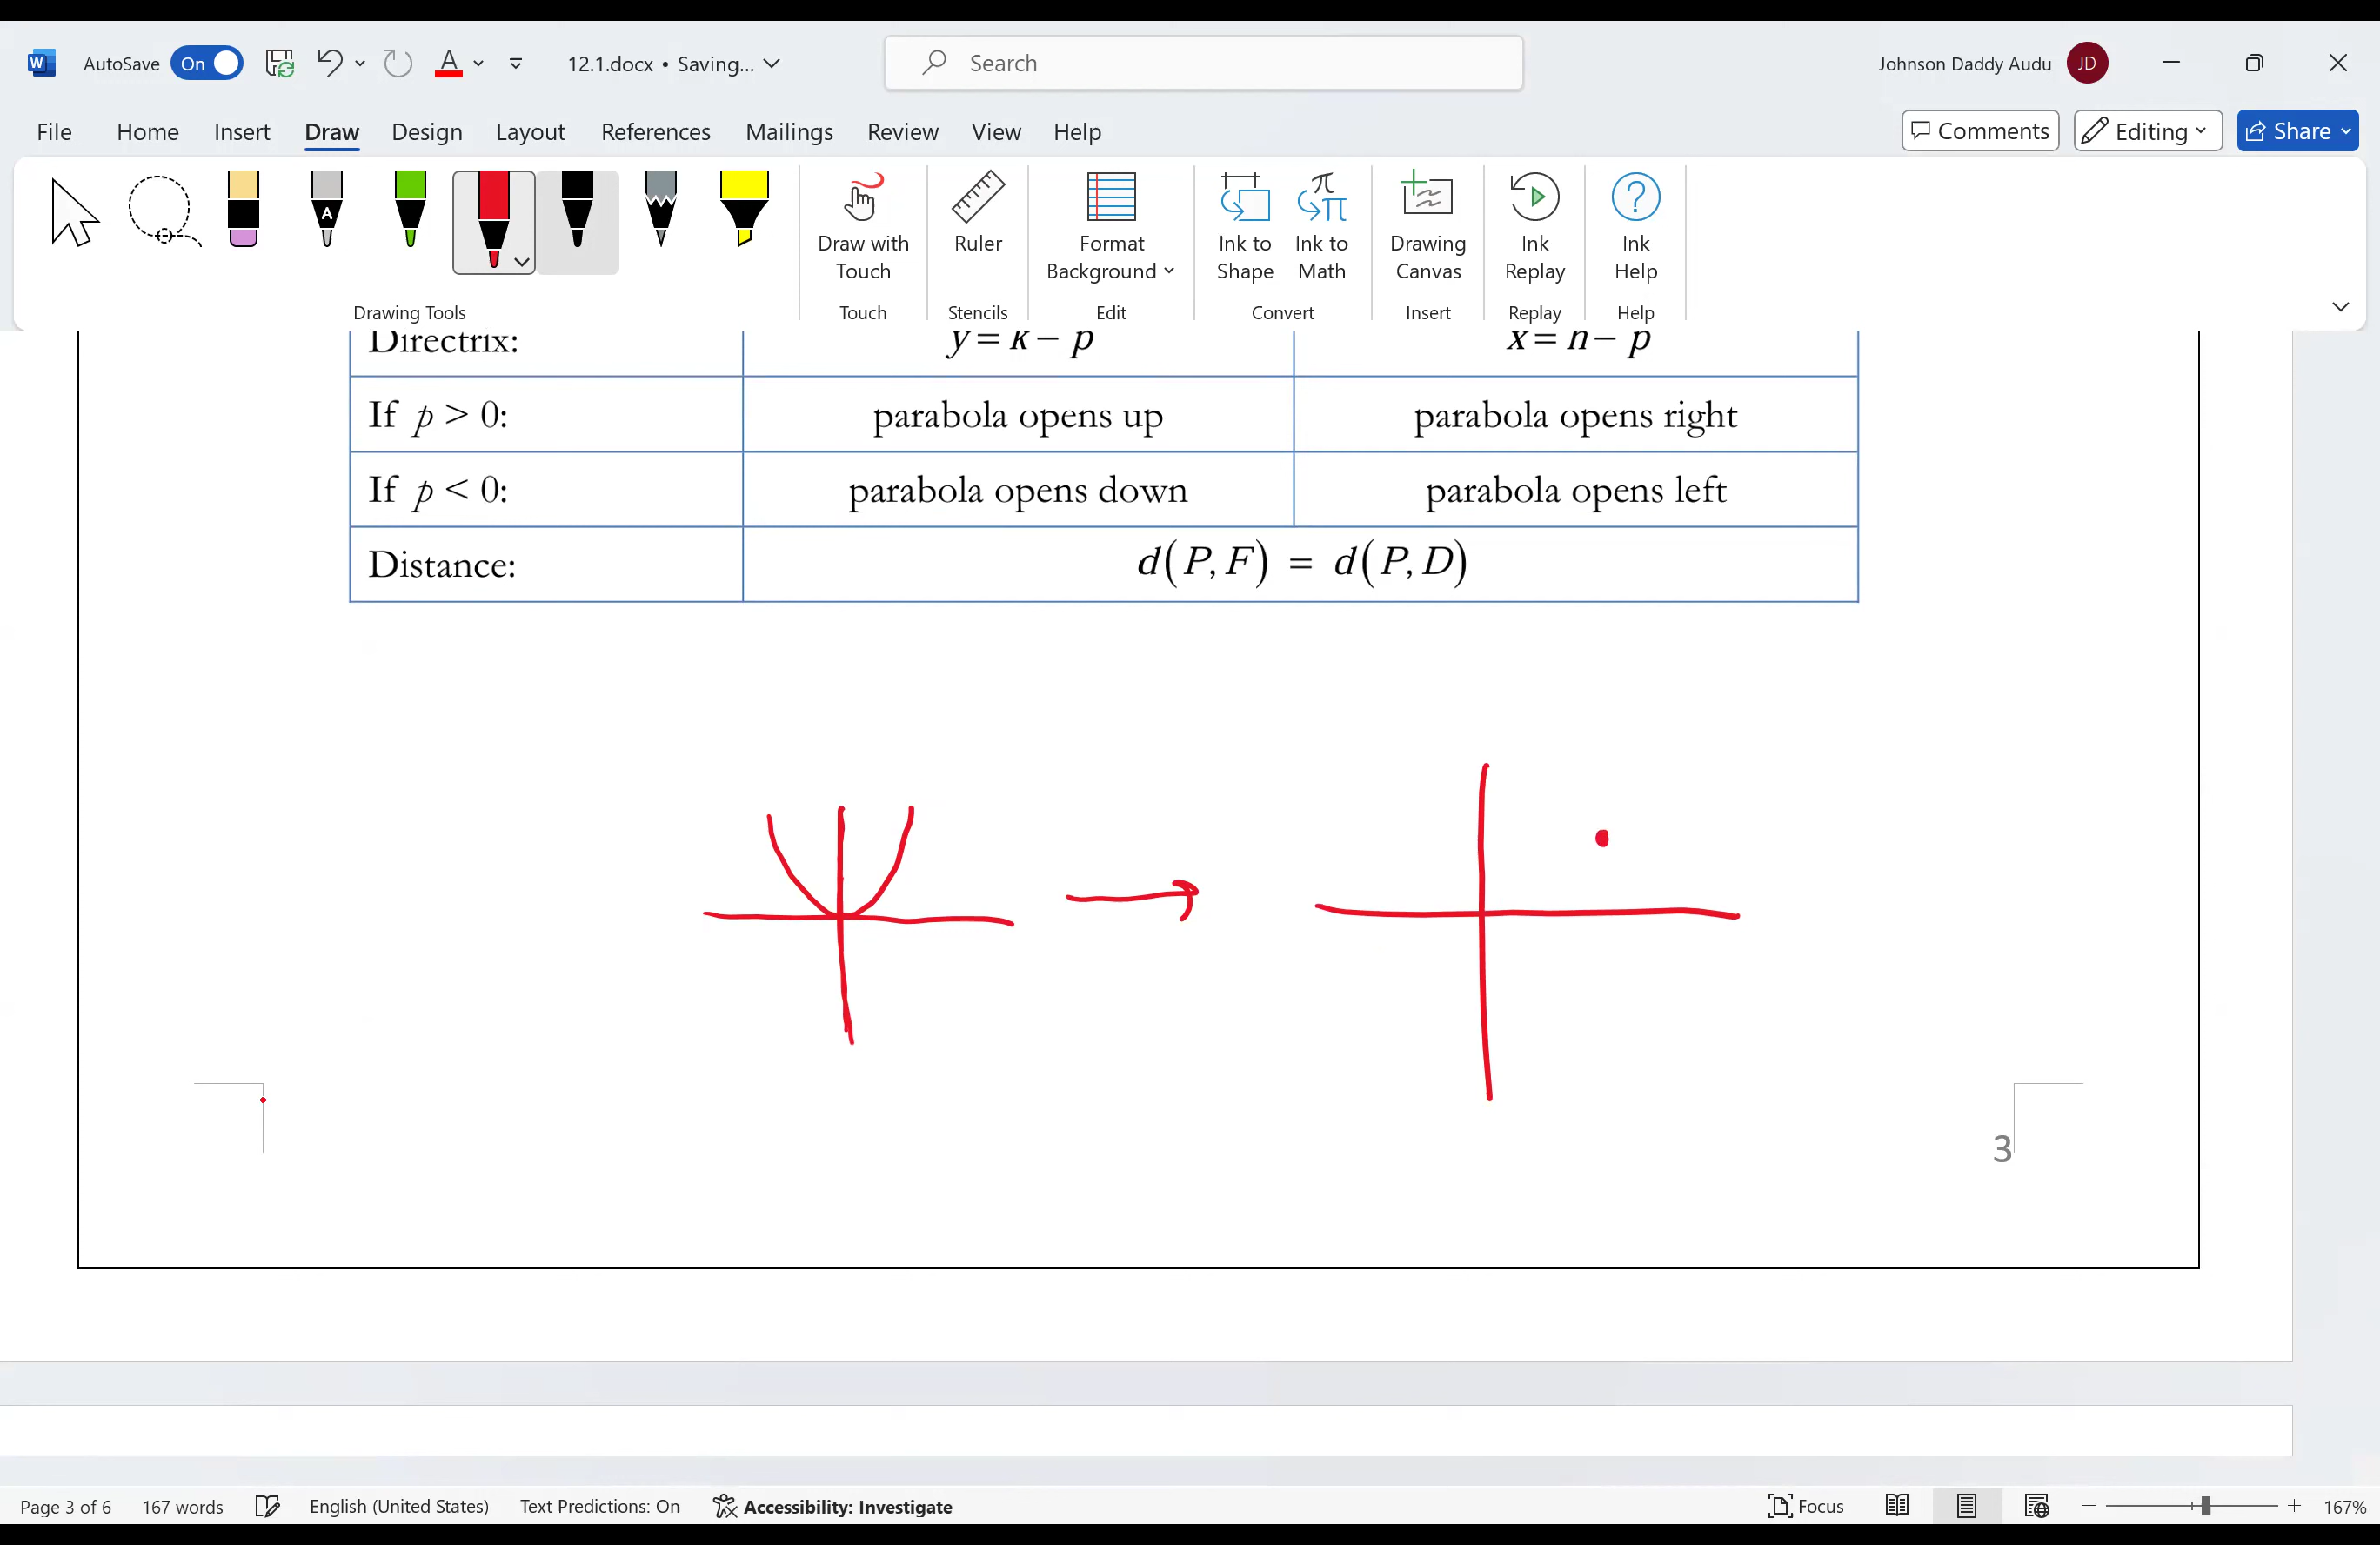 W AutoSave On A 12.1.docx • Saving... Search Johnson Daddy Audu JD
File Home Insert Draw Design Layout References Mailings Review View Help Comments Editing Share
A
Draw with Touch Ruler Format Background Ink to Shape Ink to Math Drawing Canvas Ink Replay Ink Help
Drawing Tools Touch Stencils Edit Convert Insert Replay Help
Directrix: y = k − p x = h − p
If p > 0: parabola opens up parabola opens right
If p < 0: parabola opens down parabola opens left
Distance: d(P, F) = d(P, D)
3
Page 3 of 6 167 words English (United States) Text Predictions: On Accessibility: Investigate Focus 167%